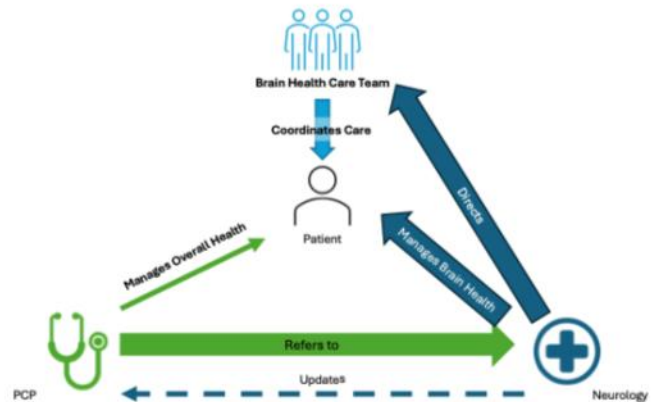 Brain Health Care Team
Coordinates Care
Directs
Patient
Manages Overall Health
Manages Brain Health
Refers to
Updates
PCP
Neurology